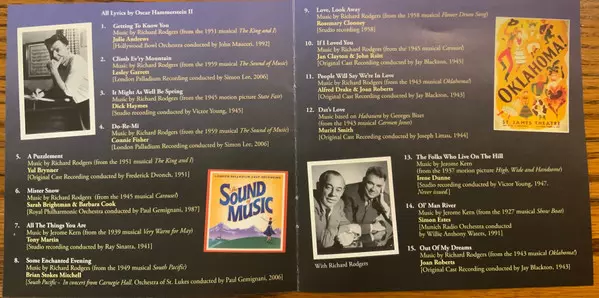 All Lyrics by Oscar Hammerstein II
1. Getting To Know You
Music by Richard Rodgers (from the 1951 musical The King and I)
Julie Andrews
[Hollywood Bowl Orchestra conducted by John Mauceri, 1992]
2. Climb Ev'ry Mountain
Music by Richard Rodgers (from the 1959 musical The Sound of Music)
Lesley Garrett
[London Palladium Recording conducted by Simon Lee, 2006]
3. It Might As Well Be Spring
Music by Richard Rodgers (from the 1945 motion picture State Fair)
Dick Haymes
[Studio recording conducted by Victor Young, 1945]
4. Do-Re-Mi
Music by Richard Rodgers (from the 1959 musical The Sound of Music)
Connie Fisher
[London Palladium Recording conducted by Simon Lee, 2006]
5. A Puzzlement
Music by Richard Rodgers (from the 1951 musical The King and I)
Yul Brynner
[Original Cast Recording conducted by Frederick Dvonch, 1951]
6. Mister Snow
Music by Richard Rodgers (from the 1945 musical Carousel)
Sarah Brightman & Barbara Cook
[Royal Philharmonic Orchestra conducted by Paul Gemignani, 1987]
7. All The Things You Are
Music by Jerome Kern (from the 1939 musical Very Warm for May)
Tony Martin
[Studio recording conducted by Ray Sinatra, 1941]
8. Some Enchanted Evening
Music by Richard Rodgers (from the 1949 musical South Pacific)
Brian Stokes Mitchell
[South Pacific - In concert from Carnegie Hall. Orchestra of St. Lukes conducted by Paul Gemignani, 2006]
THE SOUND OF MUSIC
9. Love, Look Away
Music by Richard Rodgers (from the 1958 musical Flower Drum Song)
Rosemary Clooney
[Studio recording 1958]
10. If I Loved You
Music by Richard Rodgers (from the 1945 musical Carousel)
Jan Clayton & John Raitt
[Original Cast Recording conducted by Jay Blackton, 1945]
11. People Will Say We're In Love
Music by Richard Rodgers (from the 1943 musical Oklahoma!)
Alfred Drake & Joan Roberts
[Original Cast Recording conducted by Jay Blackton, 1943]
12. Dat's Love
Music based on Habanera by Georges Bizet
(from the 1943 musical Carmen Jones)
Muriel Smith
[Original Cast Recording conducted by Joseph Littau, 1944]
OKLAHOMA!
ST. JAMES THEATRE
With Richard Rodgers
13. The Folks Who Live On The Hill
Music by Jerome Kern
(from the 1937 motion picture High, Wide and Handsome)
Irene Dunne
[Studio recording conducted by Victor Young, 1947.
Never issued.]
14. Ol' Man River
Music by Jerome Kern (from the 1927 musical Show Boat)
Simon Estes
[Munich Radio Orchestra conducted
by Willie Anthony Waters, 1991]
15. Out Of My Dreams
Music by Richard Rodgers (from the 1943 musical Oklahoma!)
Joan Roberts
[Original Cast Recording conducted by Jay Blackton, 1943]